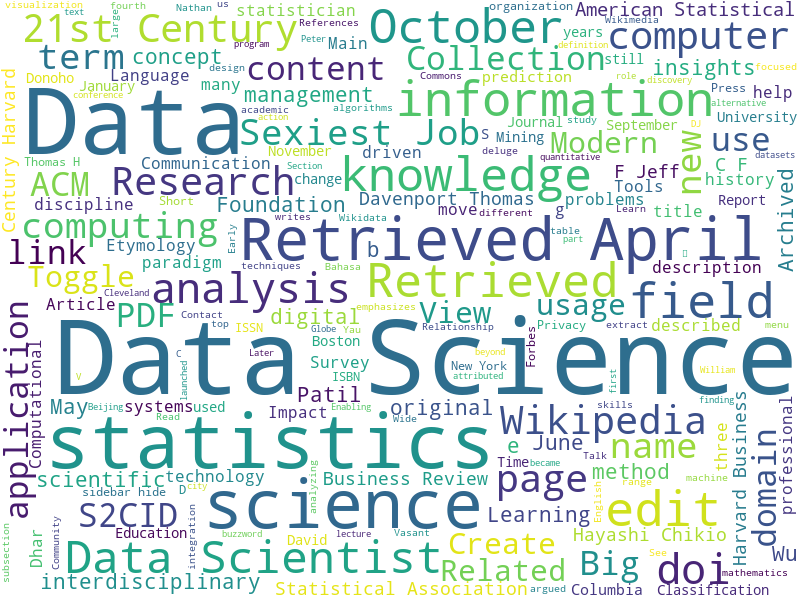 visualization
text
large
fourth
Nathan
us
References
program
Peter
organization
Wikimedia
American Statistical
21st Century
statistician
October
years
computer
term
concept
design
Main
Collection
still
definition
focused
Donoho
January
Language
many
conference
content
management
academic
algorithms
action
Commons
prediction
insights
role
discovery
Press
alternative
help
Data
information
University
Sexiest Job
S
Mining
Journal
study
September
DJ
datasets
Century Harvard
Thomas H
Communication
November
driven
deluge
quantitative
Modern
new
use
ACM
Research
Section
change
knowledge
F Jeff
C F
Tools
history
discipline
Short
Foundation
Davenport Thomas
problems
Report
Archived
computing
writes
Wikidata
move
different
g
Learn
title
link
Etymology
Early
Retrieved April
b
table
part
paradigm
techniques
Bahasa
description
Toggle
Cleveland
analysis
Retrieved
emphasizes
usage
field
Article
PDF
Contact
top
ISSN
digital
Globe
Yau
View
Relationship
Privacy
extract
described
menu
application
Computational
C
launched
Later
Boston
Survey
ISBN
Forbes
beyond
New York
attributed
first
William
V
Data Science
May
Beijing
systems
used
Impact
Patil
Enabling
original
skills
finding
Read
Wide
Wikipedia
statistics
e
June
Time
became
Talk
name
three
domain
professional
scientific
technology
analyzing
Business Review
page
method
range
machine
Harvard Business
sidebar hide
D
city
science
edit
English
S2CID
Education
integration
buzzword
David
lecture
Vasant
Learning
Hayashi Chikio
subsection
Dhar
Community
Data Scientist
Create
See
Related
Big
doi
Wu
mathematics
interdisciplinary
Statistical Association
argued
Columbia
Classification